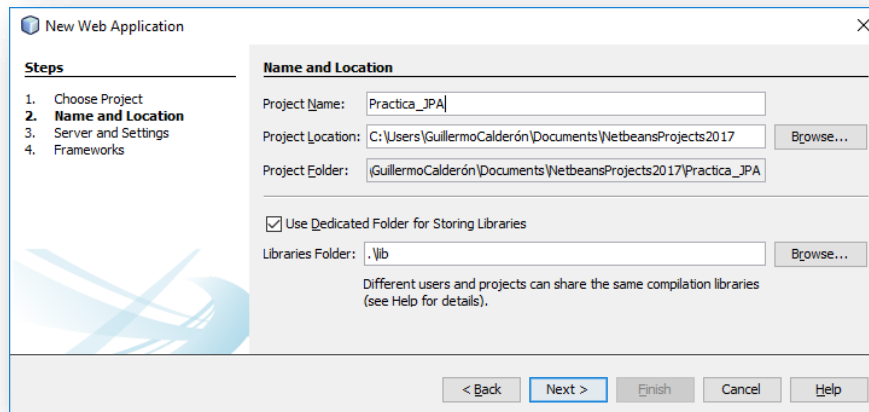 New Web Application
Steps
1. Choose Project
2. Name and Location
3. Server and Settings
4. Frameworks
Name and Location
Project Name: Practica_JPA
Project Location: C:\Users\GuillermoCalderón\Documents\NetbeansProjects2017 Browse...
Project Folder: \GuillermoCalderón\Documents\NetbeansProjects2017\Practica_JPA
Use Dedicated Folder for Storing Libraries
Libraries Folder: .\lib Browse...
Different users and projects can share the same compilation libraries
(see Help for details).
< Back Next > Finish Cancel Help